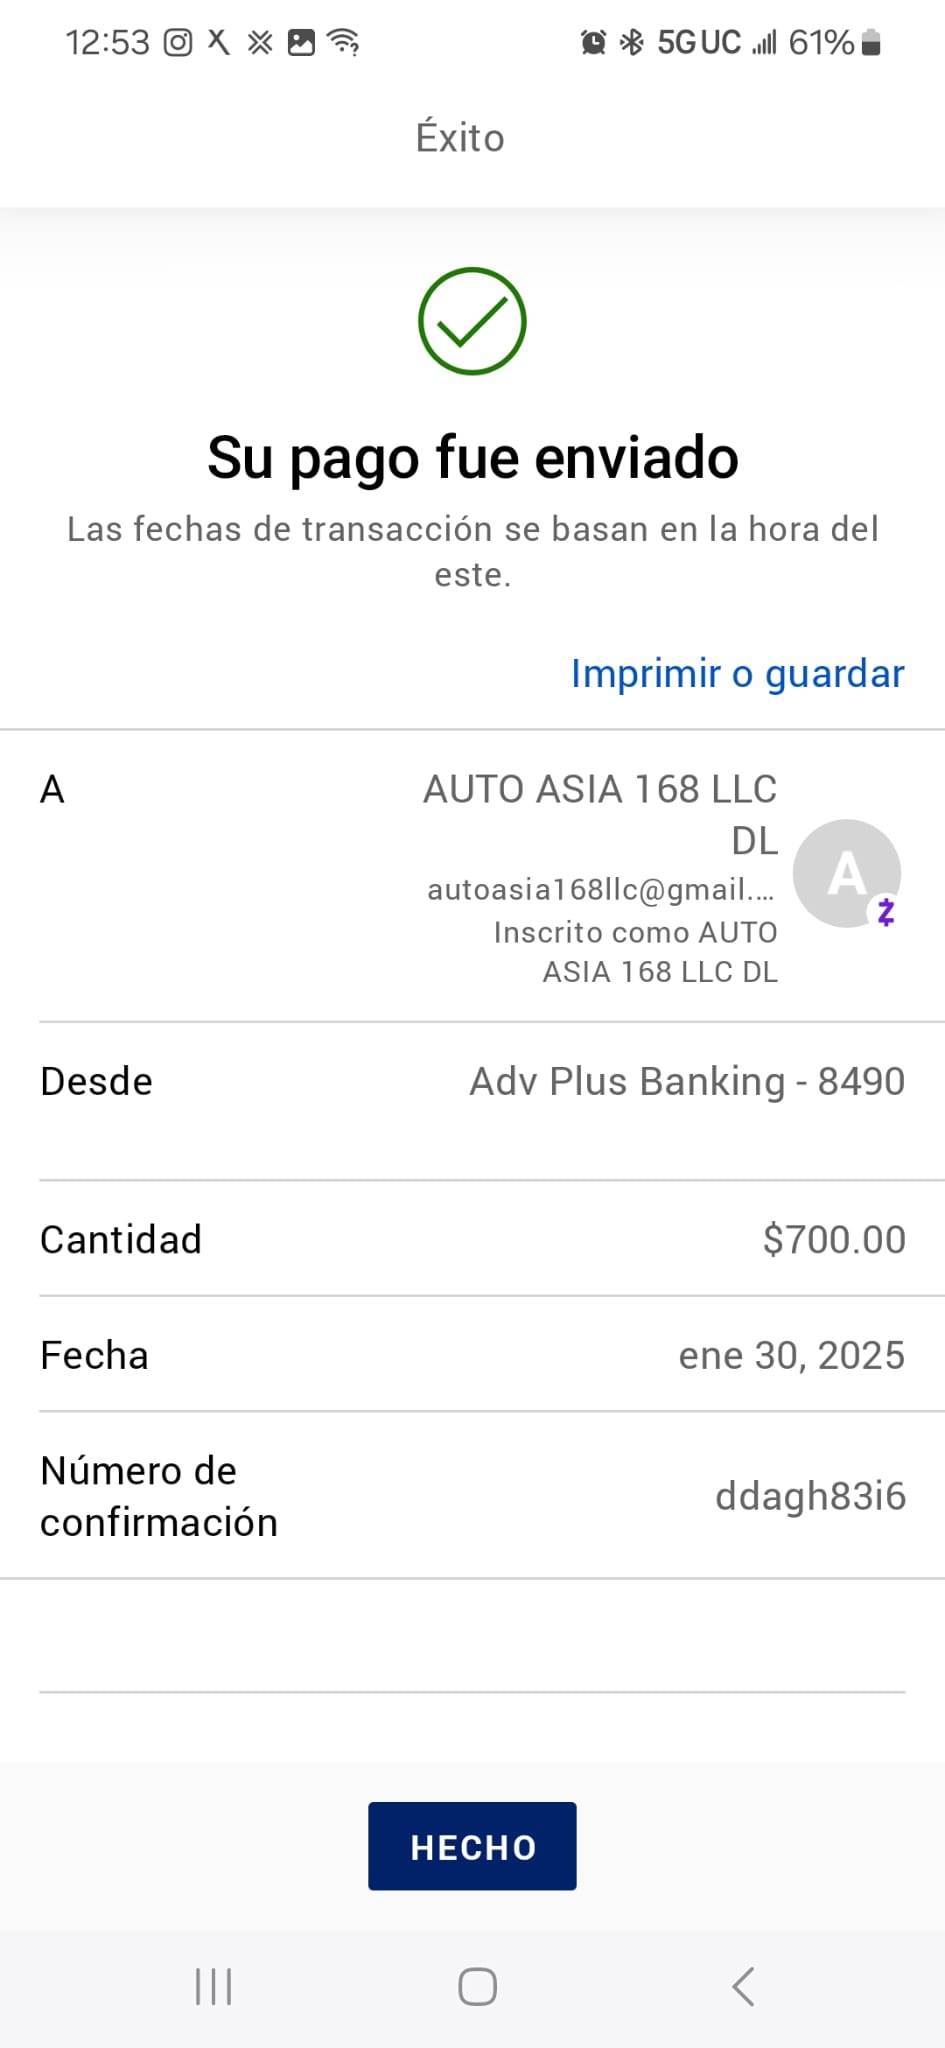 12:53 5G UC 61%
Éxito
Su pago fue enviado
Las fechas de transacción se basan en la hora del
este.
Imprimir o guardar
A
AUTO ASIA 168 LLC
DL
autoasia168llc@gmail....
Inscrito como AUTO
ASIA 168 LLC DL
A
Desde Adv Plus Banking - 8490
Cantidad $700.00
Fecha ene 30, 2025
Número de
confirmación
ddagh83i6
HECHO